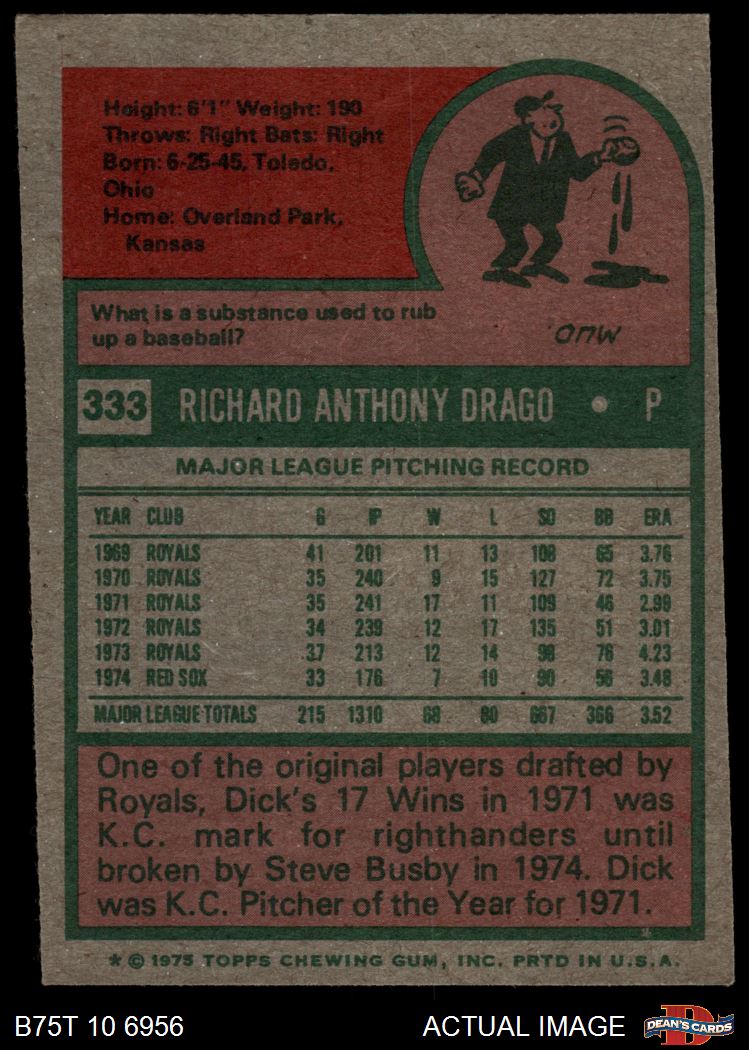 Height: 6'1" Weight: 190
Throws: Right Bats: Right
Born: 6-25-45, Toledo,
Ohio
Home: Overland Park,
Kansas
What is a substance used to rub
up a baseball?
MUD.
333 RICHARD ANTHONY DRAGO • P
MAJOR LEAGUE PITCHING RECORD
YEAR CLUB G IP W L SO BB ERA
1969 ROYALS 41 201 11 13 108 65 3.76
1970 ROYALS 35 240 9 15 127 72 3.75
1971 ROYALS 35 241 17 11 109 46 2.99
1972 ROYALS 34 239 12 17 135 51 3.01
1973 ROYALS 37 213 12 14 98 76 4.23
1974 RED SOX 33 176 7 10 90 56 3.48
MAJOR LEAGUE TOTALS 215 1310 68 80 667 366 3.52
One of the original players drafted by
Royals, Dick's 17 Wins in 1971 was
K.C. mark for righthanders until
broken by Steve Busby in 1974. Dick
was K.C. Pitcher of the Year for 1971.
* © 1975 TOPPS CHEWING GUM, INC. PRTD IN U.S.A.
B75T 10 6956 ACTUAL IMAGE DEAN'S CARDS